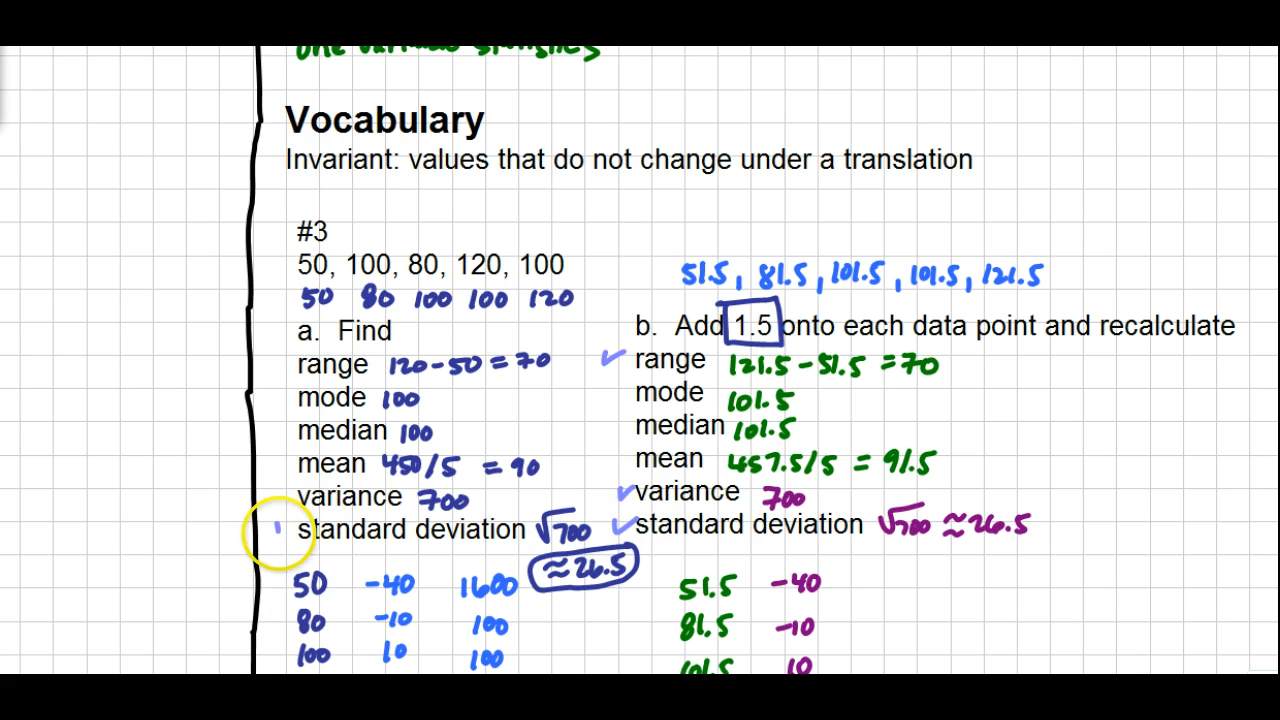 one variable statistics
Vocabulary
Invariant: values that do not change under a translation
#3
50, 100, 80, 120, 100
50 80 100 100 120
a. Find
range 120 - 50 = 70
mode 100
median 100
mean 450/5 = 90
variance 700
standard deviation √700
≈ 26.5
50 -40 1600
80 -10 100
100 10 100
51.5, 81.5, 101.5, 101.5, 121.5
b. Add 1.5 onto each data point and recalculate
✓ range 121.5 - 51.5 = 70
mode 101.5
median 101.5
mean 457.5/5 = 91.5
✓ variance 700
✓ standard deviation √700 ≈ 26.5
51.5 -40
81.5 -10
101.5 10